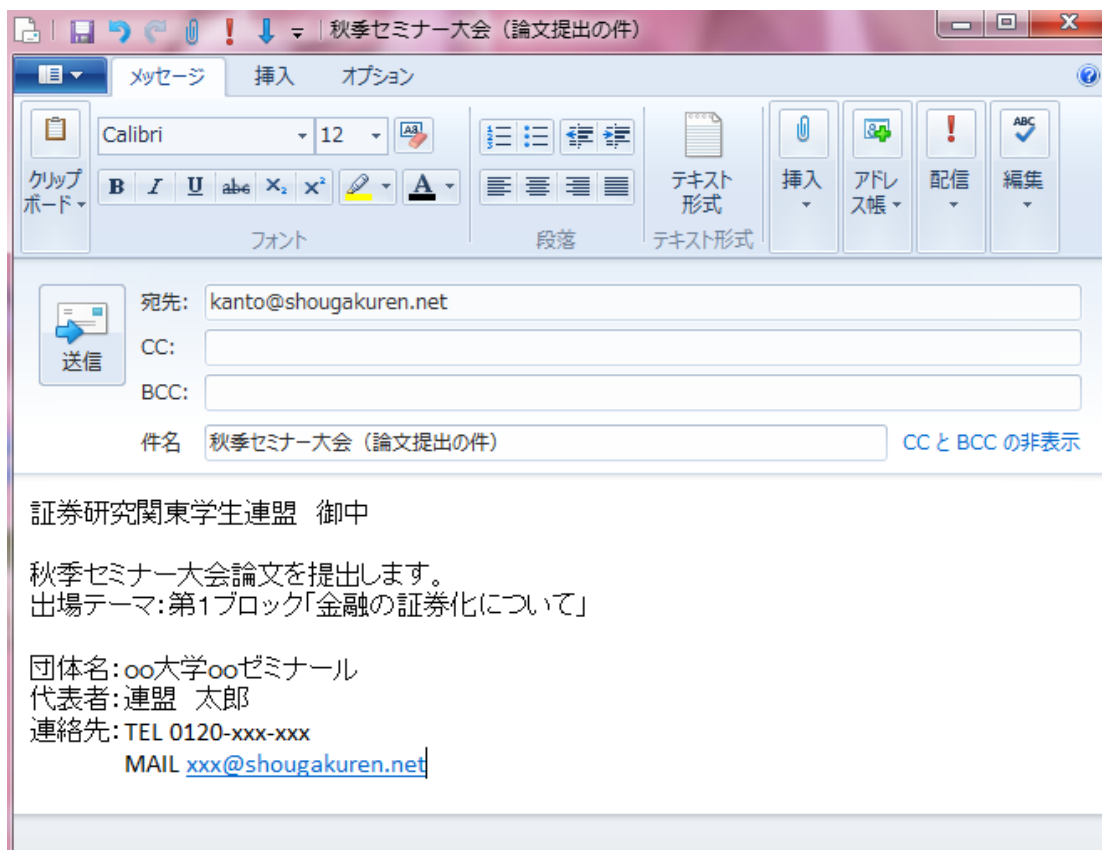 秋季セミナー大会（論文提出の件）
メッセージ 挿入 オプション
Calibri 12
クリップボード
B I U abc X₂ X² A
フォント
段落
テキスト形式
テキスト形式
挿入
アドレス帳
配信
ABC
編集
送信
宛先: kanto@shougakuren.net
CC:
BCC:
件名 秋季セミナー大会（論文提出の件） CC と BCC の非表示
証券研究関東学生連盟　御中
秋季セミナー大会論文を提出します。
出場テーマ:第1ブロック｢金融の証券化について｣
団体名:oo大学ooゼミナール
代表者:連盟　太郎
連絡先:TEL 0120-xxx-xxx
MAIL xxx@shougakuren.net